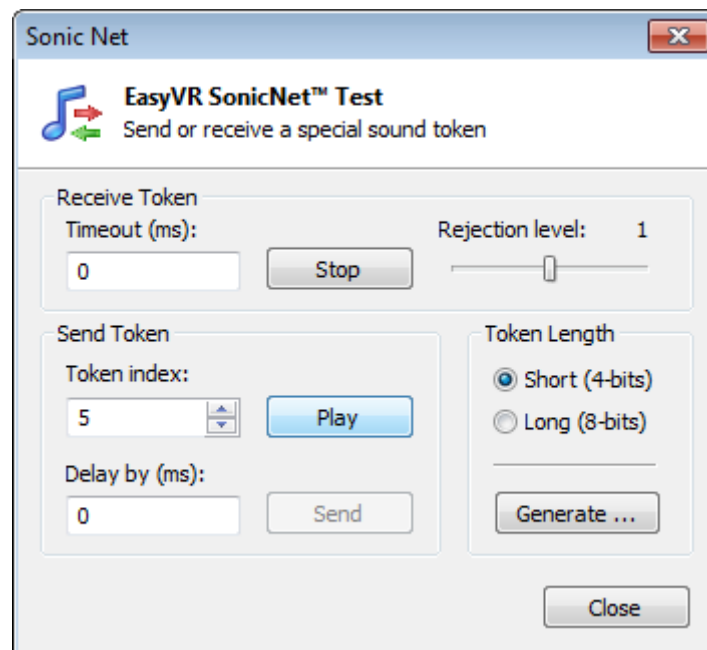 Sonic Net
EasyVR SonicNet™ Test
Send or receive a special sound token
Receive Token
Timeout (ms):
Rejection level: 1
0
Stop
Send Token
Token index:
5
Play
Delay by (ms):
0
Send
Token Length
Short (4-bits)
Long (8-bits)
Generate ...
Close